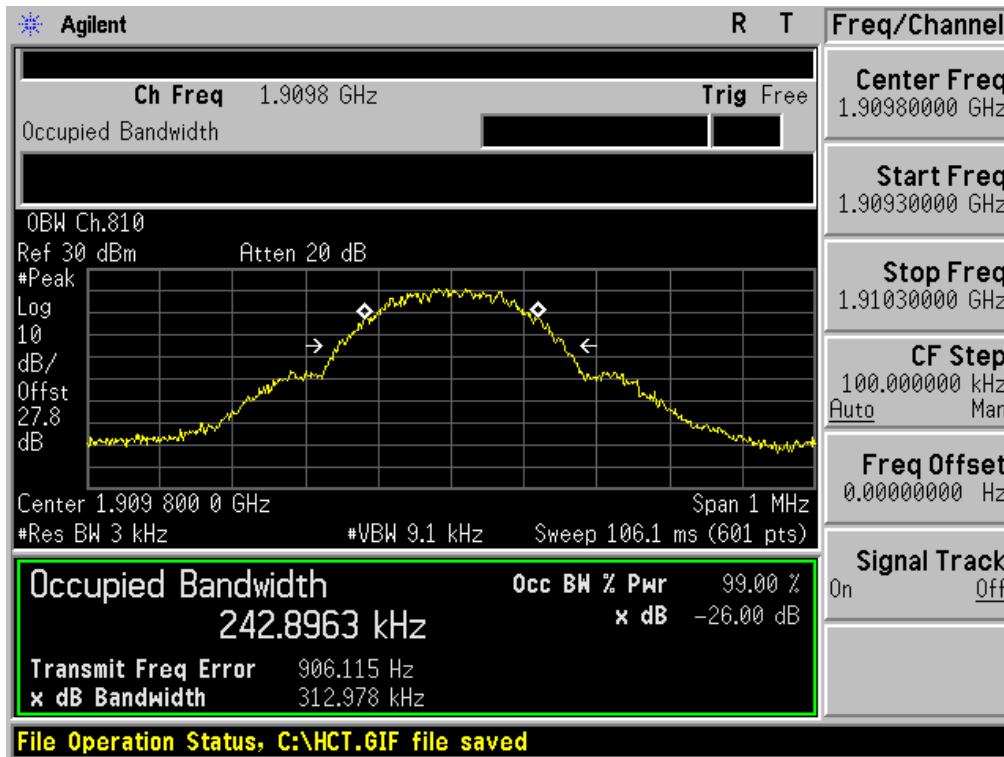 Agilent R T
Ch Freq 1.9098 GHz Trig Free
Occupied Bandwidth
OBW Ch.810
Ref 30 dBm Atten 20 dB
#Peak
Log
10
dB/
Offst
27.8
dB
Center 1.909 800 0 GHz Span 1 MHz
#Res BW 3 kHz #VBW 9.1 kHz Sweep 106.1 ms (601 pts)
Occupied Bandwidth Occ BW % Pwr 99.00 %
242.8963 kHz x dB -26.00 dB
Transmit Freq Error 906.115 Hz
x dB Bandwidth 312.978 kHz
File Operation Status, C:\HCT.GIF file saved
Freq/Channel
Center Freq
1.90980000 GHz
Start Freq
1.90930000 GHz
Stop Freq
1.91030000 GHz
CF Step
100.000000 kHz
Auto Man
Freq Offset
0.00000000 Hz
Signal Track
On Off